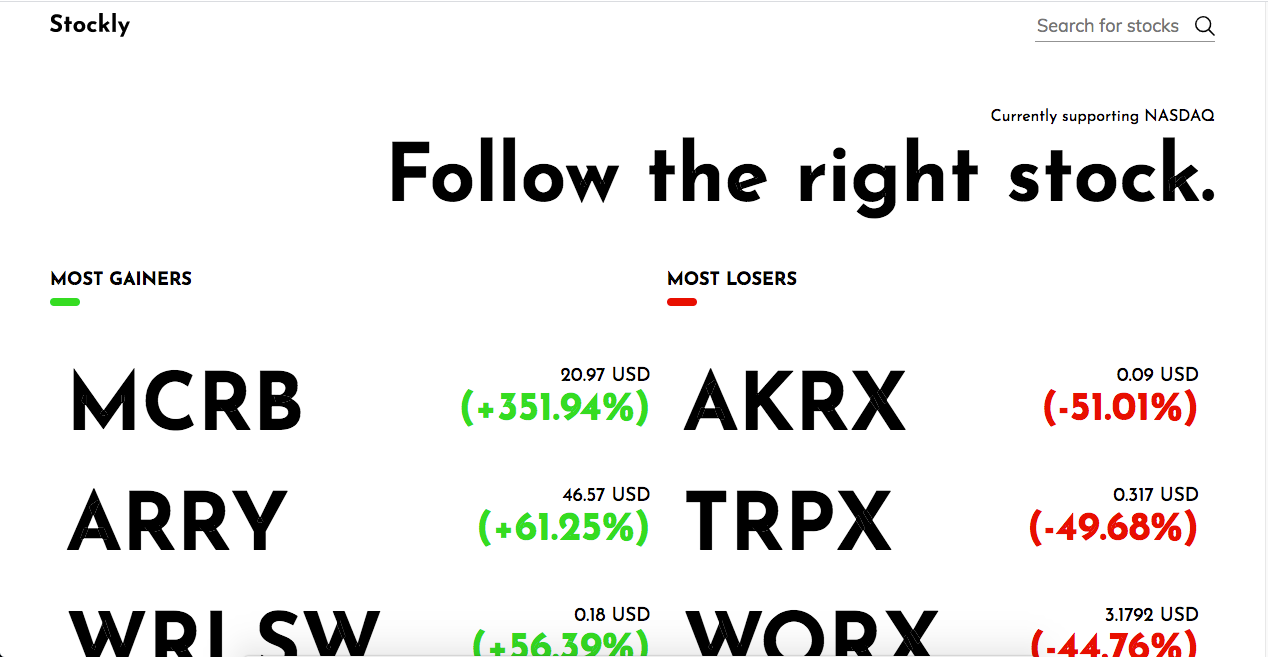 Stockly
Search for stocks
Currently supporting NASDAQ
Follow the right stock.
MOST GAINERS
MCRB
20.97 USD
(+351.94%)
ARRY
46.57 USD
(+61.25%)
WRLSW
0.18 USD
(+56.39%)
MOST LOSERS
AKRX
0.09 USD
(-51.01%)
TRPX
0.317 USD
(-49.68%)
WORX
3.1792 USD
(-44.76%)